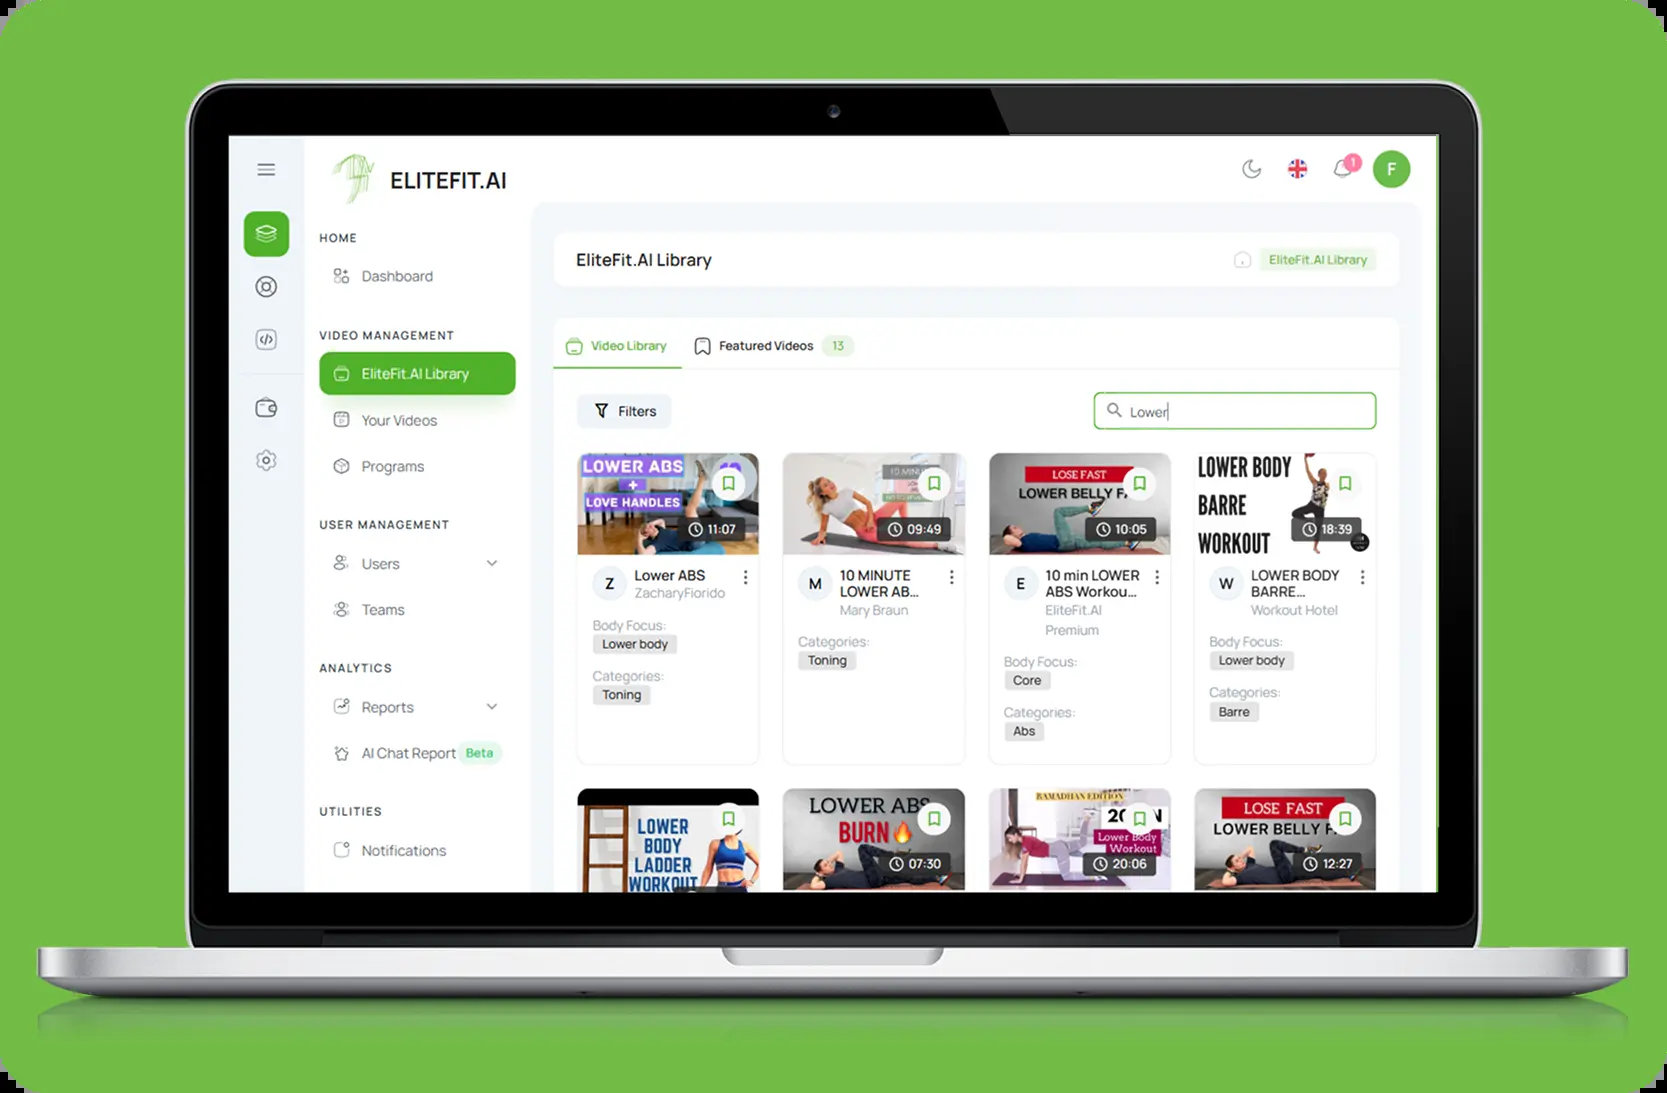 ELITEFIT.AI
1
F
HOME
Dashboard
VIDEO MANAGEMENT
EliteFit.AI Library
Your Videos
Programs
USER MANAGEMENT
Users
Teams
ANALYTICS
Reports
AI Chat Report Beta
UTILITIES
Notifications
EliteFit.AI Library
EliteFit.AI Library
Video Library
Featured Videos 13
Filters
Lower
LOWER ABS
+
LOVE HANDLES
11:07
Z
Lower ABS
ZacharyFiorido
Body Focus:
Lower body
Categories:
Toning
10 MINU
09:49
M
10 MINUTE
LOWER AB...
Mary Braun
Categories:
Toning
LOSE FAST
LOWER BELLY F
10:05
E
10 min LOWER
ABS Workou...
EliteFit.AI
Premium
Body Focus:
Core
Categories:
Abs
LOWER BODY
BARRE
WORKOUT
18:39
W
LOWER BODY
BARRE...
Workout Hotel
Body Focus:
Lower body
Categories:
Barre
LOWER
BODY
LADDER
WORKOUT
LOWER ABS
BURN
07:30
RAMADHAN EDITION
Lower Body
Workout
20:06
LOSE FAST
LOWER BELLY F
12:27